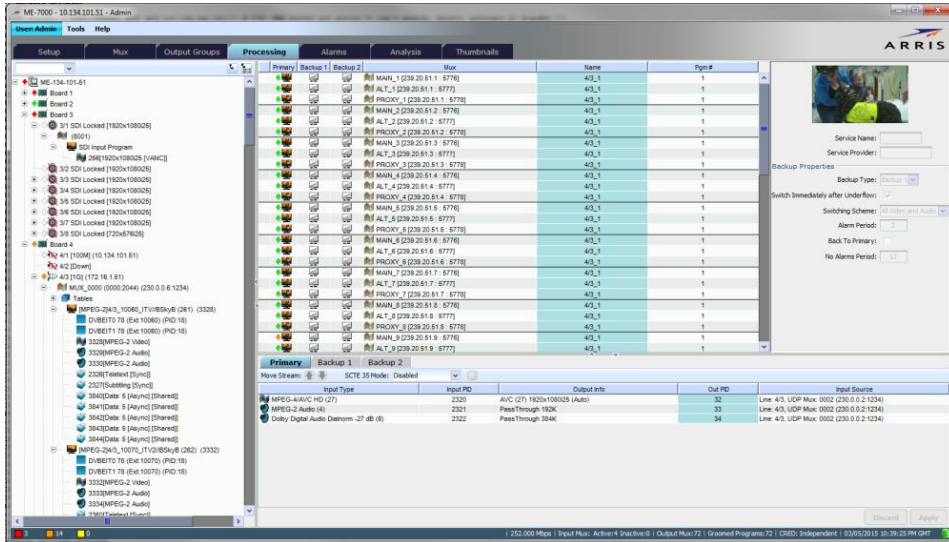 ME-7000 - 10.134.101.51 - Admin
User: Admin Tools Help
Setup Mux Output Groups Processing Alarms Analysis Thumbnails
ARRIS
ME-134-101-51
Board 1
Board 2
Board 3
3/1 SDI Locked [1920x1080i25]
(8001)
SDI Input Program
256[1920x1080i25 [VANC]]
3/2 SDI Locked [1920x1080i25]
3/3 SDI Locked [1920x1080i25]
3/4 SDI Locked [1920x1080i25]
3/5 SDI Locked [1920x1080i25]
3/6 SDI Locked [1920x1080i25]
3/7 SDI Locked [1920x1080i25]
3/8 SDI Locked [720x576i25]
Board 4
4/1 [100M] (10.134.101.51)
4/2 [Down]
4/3 [1G] (172.16.1.51)
MUX_0000 (0000:2044) (230.0.0.6:1234)
Tables
[MPEG-2]4/3_10060_ITV//BSkyB (261) (3328)
DVBEIT0 78 (Ext:10060) (PID:18)
DVBEIT1 78 (Ext:10060) (PID:18)
3328[MPEG-2 Video]
3329[MPEG-2 Audio]
3330[MPEG-2 Audio]
2326[Teletext [Sync]]
2327[Subtitling [Sync]]
3840[Data: 6 [Async] [Shared]]
3841[Data: 5 [Async] [Shared]]
3842[Data: 5 [Async] [Shared]]
3843[Data: 5 [Async] [Shared]]
3844[Data: 5 [Async] [Shared]]
[MPEG-2]4/3_10070_ITV2//BSkyB (262) (3332)
DVBEIT0 78 (Ext:10070) (PID:18)
DVBEIT1 78 (Ext:10070) (PID:18)
3332[MPEG-2 Video]
3333[MPEG-2 Audio]
3334[MPEG-2 Audio]
Primary Backup 1 Backup 2 Mux Name Pgm #
MAIN_1 [239.20.51.1 : 5776] 4/3_1 1
ALT_1 [239.20.51.1 : 5777] 4/3_1 1
PROXY_1 [239.20.51.1 : 5778] 4/3_1 1
MAIN_2 [239.20.51.2 : 5776] 4/3_1 1
ALT_2 [239.20.51.2 : 5777] 4/3_1 1
PROXY_2 [239.20.51.2 : 5778] 4/3_1 1
MAIN_3 [239.20.51.3 : 5776] 4/3_1 1
ALT_3 [239.20.51.3 : 5777] 4/3_1 1
PROXY_3 [239.20.51.3 : 5778] 4/3_1 1
MAIN_4 [239.20.51.4 : 5776] 4/3_1 1
ALT_4 [239.20.51.4 : 5777] 4/3_1 1
PROXY_4 [239.20.51.4 : 5778] 4/3_1 1
MAIN_5 [239.20.51.5 : 5776] 4/3_1 1
ALT_5 [239.20.51.5 : 5777] 4/3_1 1
PROXY_5 [239.20.51.5 : 5778] 4/3_1 1
MAIN_6 [239.20.51.6 : 5776] 4/3_1 1
ALT_6 [239.20.51.6 : 5777] 4/3_1 1
PROXY_6 [239.20.51.6 : 5778] 4/3_1 1
MAIN_7 [239.20.51.7 : 5776] 4/3_1 1
ALT_7 [239.20.51.7 : 5777] 4/3_1 1
PROXY_7 [239.20.51.7 : 5778] 4/3_1 1
MAIN_8 [239.20.51.8 : 5776] 4/3_1 1
ALT_8 [239.20.51.8 : 5777] 4/3_1 1
PROXY_8 [239.20.51.8 : 5778] 4/3_1 1
MAIN_9 [239.20.51.9 : 5776] 4/3_1 1
ALT_9 [239.20.51.9 : 5777] 4/3_1 1
Service Name:
Service Provider:
Backup Properties
Backup Type: Backup 1
Switch Immediately after Underflow:
Switching Scheme: All Video and Audio
Alarm Period: 2
Back To Primary:
No Alarms Period: 12
Primary Backup 1 Backup 2
Move Stream: SCTE 35 Mode: Disabled
Input Type Input PID Output Info Out PID Input Source
MPEG-4/AVC HD (27) 2320 AVC (27) 1920x1080i25 (Auto) 32 Line: 4/3, UDP Mux: 0002 (230.0.0.2:1234)
MPEG-2 Audio (4) 2321 PassThrough 192K 33 Line: 4/3, UDP Mux: 0002 (230.0.0.2:1234)
Dolby Digital Audio Dialnorm -27 dB (6) 2322 PassThrough 384K 34 Line: 4/3, UDP Mux: 0002 (230.0.0.2:1234)
Discard Apply
3 14 0
252.000 Mbps | Input Mux: Active:4 Inactive:0 | Output Mux:72 | Groomed Programs:72 | CRED: Independent | 03/05/2015 10:39:25 PM GMT